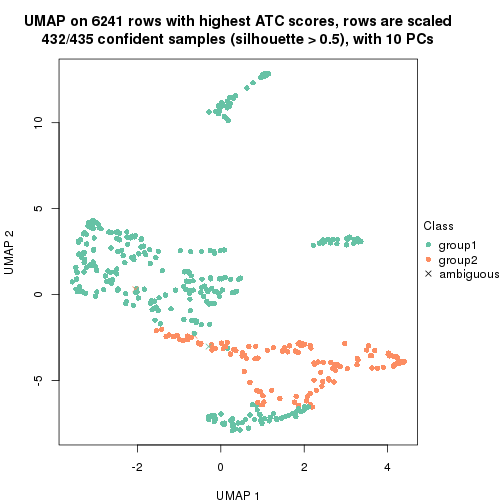 UMAP on 6241 rows with highest ATC scores, rows are scaled
432/435 confident samples (silhouette > 0.5), with 10 PCs
10
5
0
-5
UMAP 2
-2
0
2
4
UMAP 1
Class
group1
group2
ambiguous